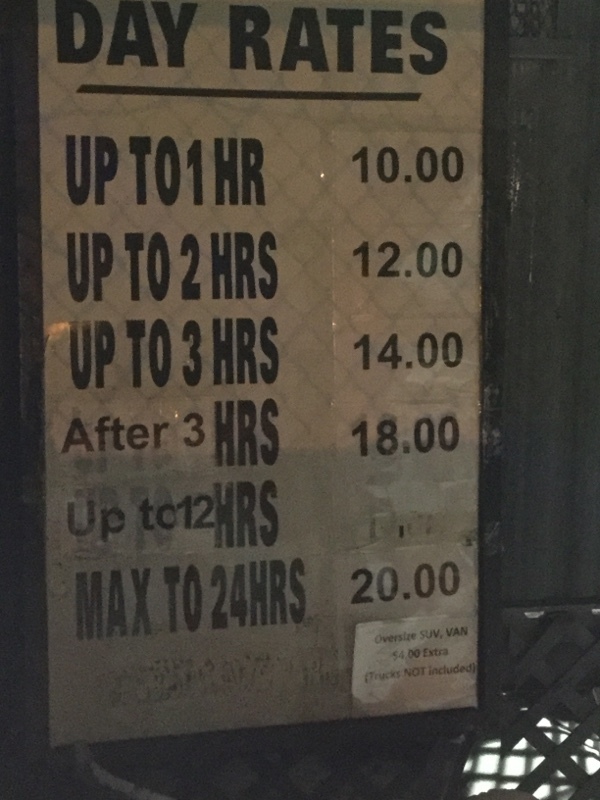 DAY RATES
UP TO 1 HR 10.00
UP TO 2 HRS 12.00
UP TO 3 HRS 14.00
After 3 HRS 18.00
Up to 12 HRS
MAX TO 24HRS 20.00
Oversize SUV, VAN
$4.00 Extra
(Trucks NOT included)